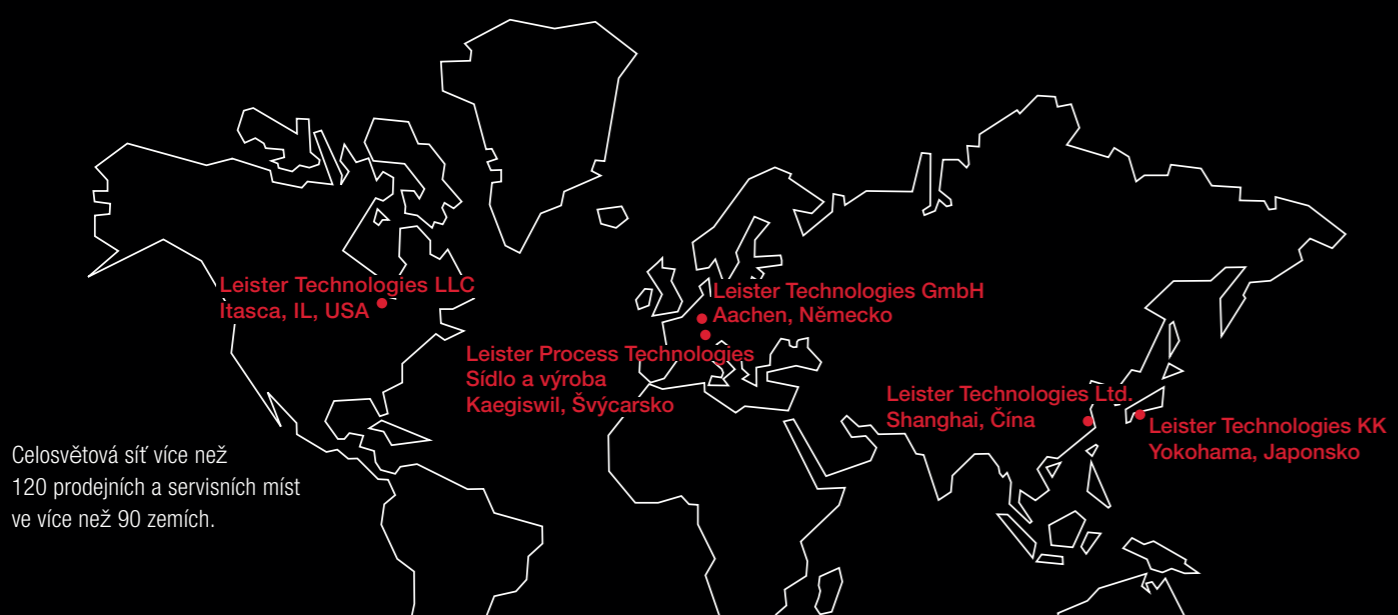 Leister Technologies LLC
Itasca, IL, USA
Leister Technologies GmbH
Aachen, Německo
Leister Process Technologies
Sídlo a výroba
Kaegiswil, Švýcarsko
Leister Technologies Ltd.
Shanghai, Čína
Leister Technologies KK
Yokohama, Japonsko
Celosvětová síť více než
120 prodejních a servisních míst
ve více než 90 zemích.